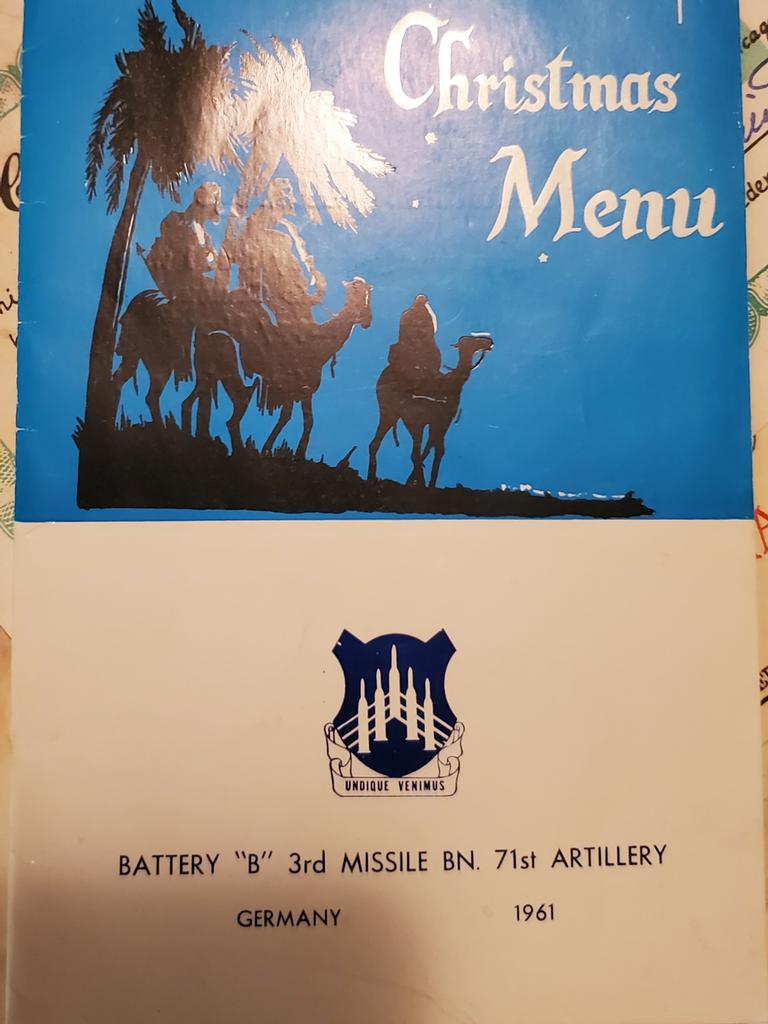 Christmas
Menu
UNDIQUE VENIMUS
BATTERY "B" 3rd MISSILE BN. 71st ARTILLERY
GERMANY 1961